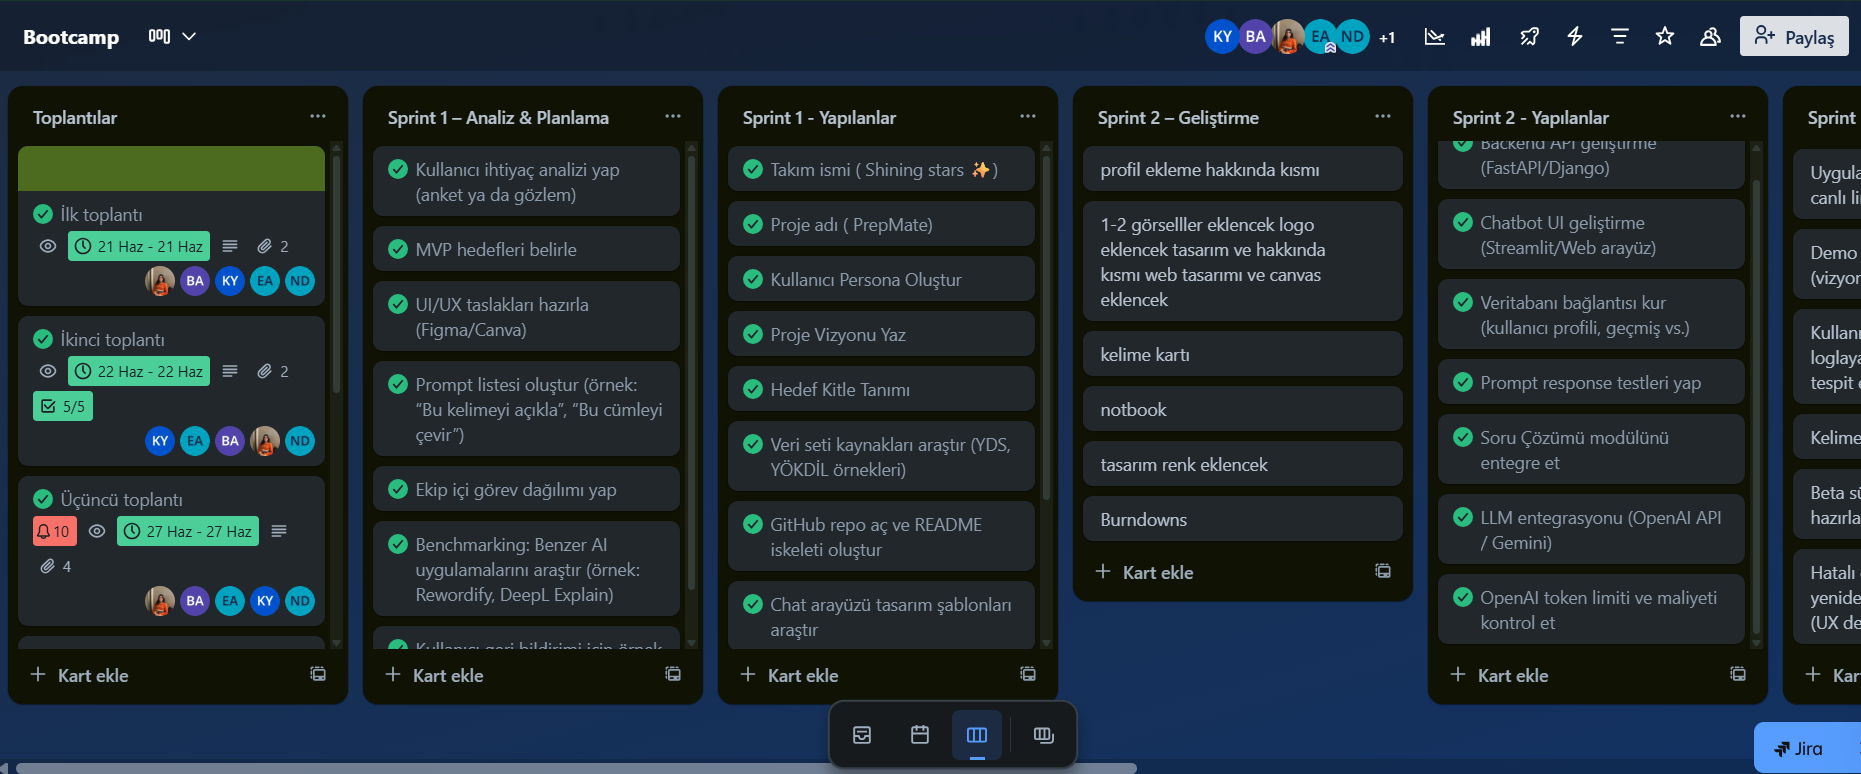 Bootcamp
KY
BA
EA
ND
+1
Paylaş
Toplantılar
İlk toplantı
21 Haz - 21 Haz
2
BA
KY
EA
ND
İkinci toplantı
22 Haz - 22 Haz
2
5/5
KY
EA
BA
ND
Üçüncü toplantı
10
27 Haz - 27 Haz
4
BA
EA
KY
ND
Kart ekle
Sprint 1 – Analiz & Planlama
Kullanıcı ihtiyaç analizi yap
(anket ya da gözlem)
MVP hedefleri belirle
UI/UX taslakları hazırla
(Figma/Canva)
Prompt listesi oluştur (örnek:
“Bu kelimeyi açıkla”, “Bu cümleyi
çevir”)
Ekip içi görev dağılımı yap
Benchmarking: Benzer AI
uygulamalarını araştır (örnek:
Rewordify, DeepL Explain)
Kullanıcı geri bildirimi için örnek
Kart ekle
Sprint 1 - Yapılanlar
Takım ismi ( Shining stars ✨)
Proje adı ( PrepMate)
Kullanıcı Persona Oluştur
Proje Vizyonu Yaz
Hedef Kitle Tanımı
Veri seti kaynakları araştır (YDS,
YÖKDİL örnekleri)
GitHub repo aç ve README
iskeleti oluştur
Chat arayüzü tasarım şablonları
araştır
Kart ekle
Sprint 2 – Geliştirme
profil ekleme hakkında kısmı
1-2 görselller eklencek logo
eklencek tasarım ve hakkında
kısmı web tasarımı ve canvas
eklencek
kelime kartı
notbook
tasarım renk eklencek
Burndowns
Kart ekle
Sprint 2 - Yapılanlar
Backend API geliştirme
(FastAPI/Django)
Chatbot UI geliştirme
(Streamlit/Web arayüz)
Veritabanı bağlantısı kur
(kullanıcı profili, geçmiş vs.)
Prompt response testleri yap
Soru Çözümü modülünü
entegre et
LLM entegrasyonu (OpenAI API
/ Gemini)
OpenAI token limiti ve maliyeti
kontrol et
Kart ekle
Sprint
Uygula
canlı li
Demo
(vizyor
Kullanı
loglaya
tespit e
Kelime
Beta sü
hazırla
Hatalı
yenide
(UX de
Kar
Jira